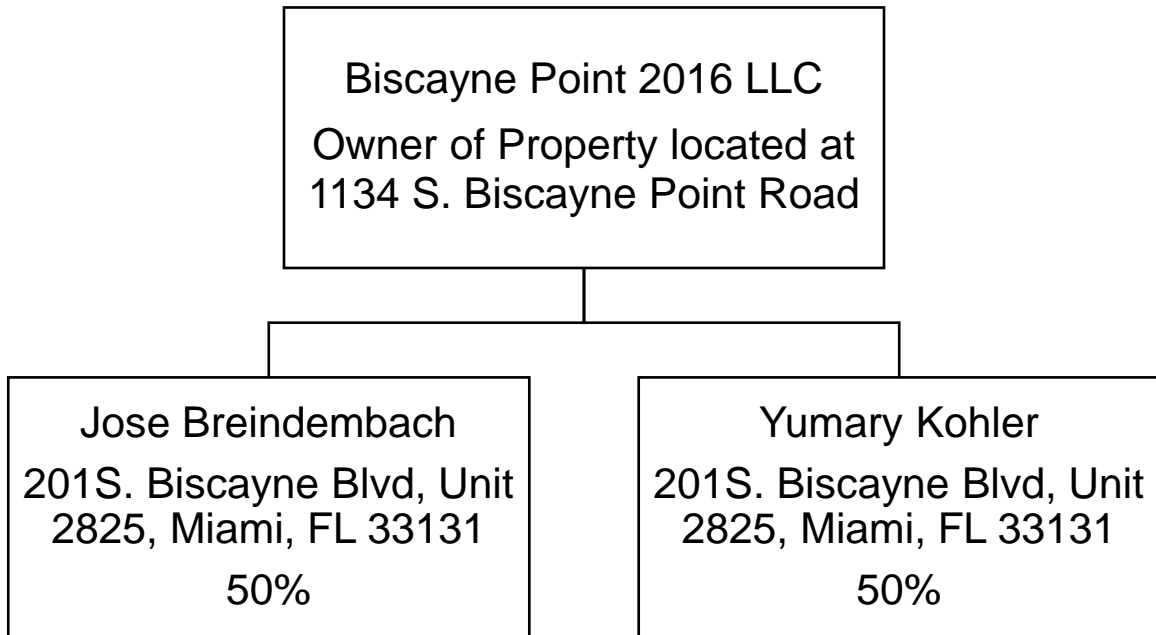 Biscayne Point 2016 LLC
Owner of Property located at
1134 S. Biscayne Point Road
Jose Breindembach
201S. Biscayne Blvd, Unit
2825, Miami, FL 33131
50%
Yumary Kohler
201S. Biscayne Blvd, Unit
2825, Miami, FL 33131
50%